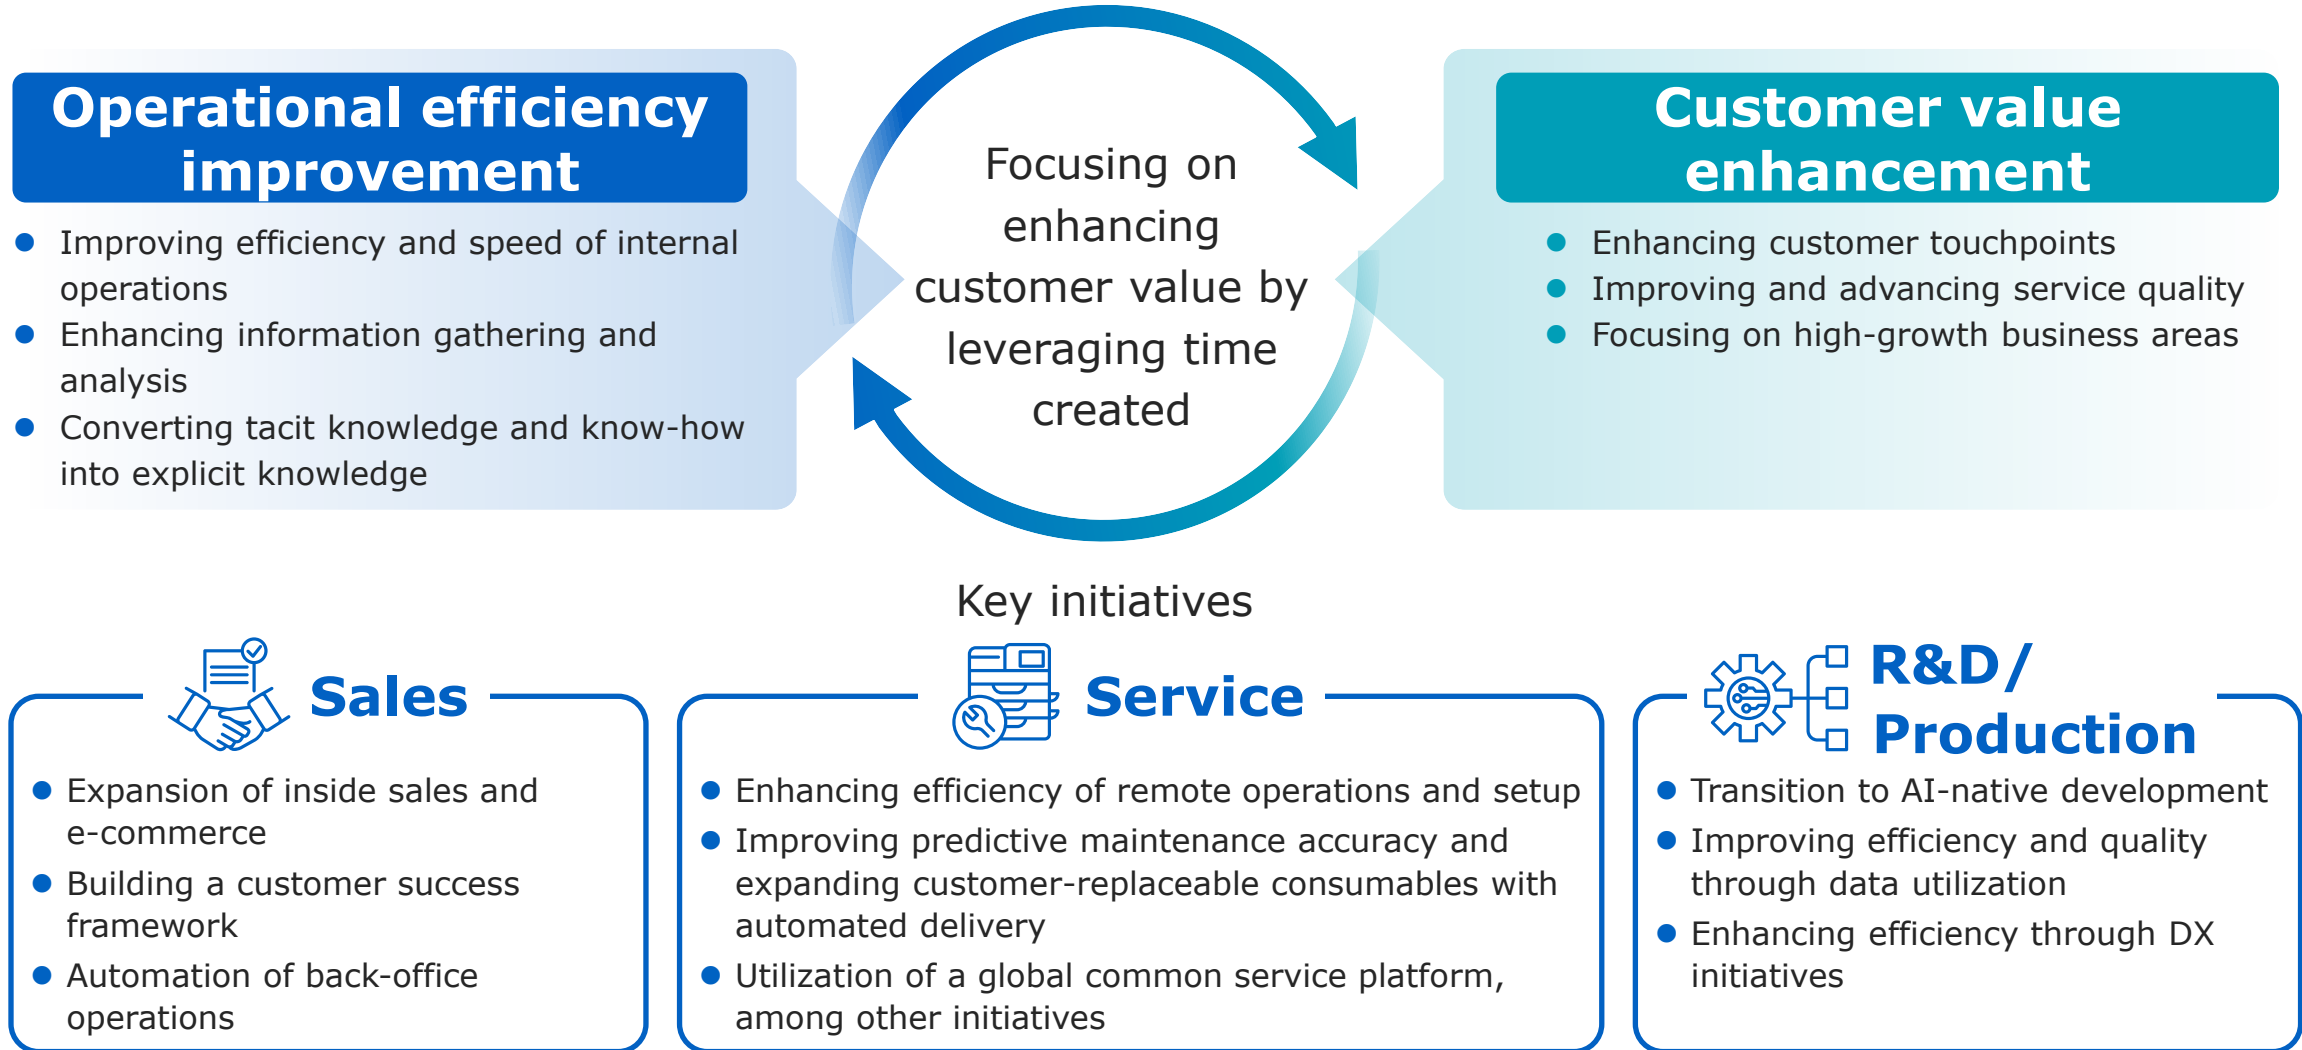 Operational efficiency
improvement
● Improving efficiency and speed of internal
operations
● Enhancing information gathering and
analysis
● Converting tacit knowledge and know-how
into explicit knowledge
Focusing on
enhancing
customer value by
leveraging time
created
Customer value
enhancement
● Enhancing customer touchpoints
● Improving and advancing service quality
● Focusing on high-growth business areas
Key initiatives
Sales
● Expansion of inside sales and
e-commerce
● Building a customer success
framework
● Automation of back-office
operations
Service
● Enhancing efficiency of remote operations and setup
● Improving predictive maintenance accuracy and
expanding customer-replaceable consumables with
automated delivery
● Utilization of a global common service platform,
among other initiatives
R&D/
Production
● Transition to AI-native development
● Improving efficiency and quality
through data utilization
● Enhancing efficiency through DX
initiatives